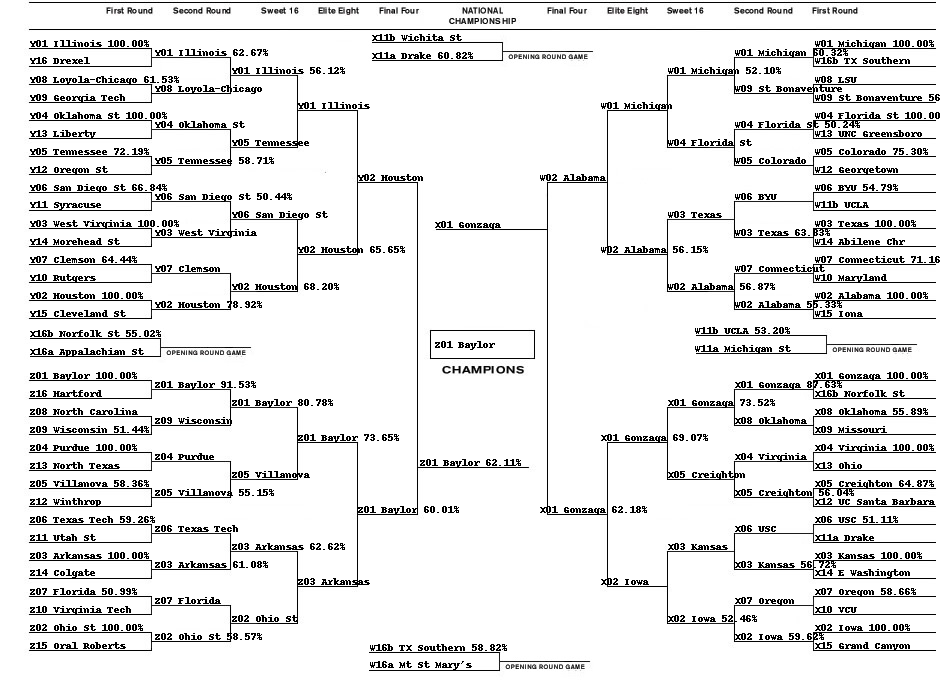 First Round Second Round Sweet 16 Elite Eight Final Four NATIONAL CHAMPIONSHIP Final Four Elite Eight Sweet 16 Second Round First Round
Y01 Illinois 100.00%
Y16 Drexel
Y08 Loyola-Chicago 61.53%
Y09 Georgia Tech
Y04 Oklahoma St 100.00%
Y13 Liberty
Y05 Tennessee 72.19%
Y12 Oregon St
Y06 San Diego St 66.84%
Y11 Syracuse
Y03 West Virginia 100.00%
Y14 Morehead St
Y07 Clemson 64.44%
Y10 Rutgers
Y02 Houston 100.00%
Y15 Cleveland St
Y01 Illinois 62.67%
Y08 Loyola-Chicago
Y04 Oklahoma St
Y05 Tennessee 58.71%
Y06 San Diego St 50.44%
Y03 West Virginia
Y07 Clemson
Y02 Houston 78.92%
Y01 Illinois 56.12%
Y05 Tennessee
Y06 San Diego St
Y02 Houston 68.20%
Y01 Illinois
Y02 Houston 65.65%
Y02 Houston
X16b Norfolk St 55.02%
X16a Appalachian St
OPENING ROUND GAME
Z01 Baylor 100.00%
Z16 Hartford
Z08 North Carolina
Z09 Wisconsin 51.44%
Z04 Purdue 100.00%
Z13 North Texas
Z05 Villanova 58.36%
Z12 Winthrop
Z06 Texas Tech 59.26%
Z11 Utah St
Z03 Arkansas 100.00%
Z14 Colgate
Z07 Florida 50.99%
Z10 Virginia Tech
Z02 Ohio St 100.00%
Z15 Oral Roberts
Z01 Baylor 91.53%
Z09 Wisconsin
Z04 Purdue
Z05 Villanova 55.15%
Z06 Texas Tech
Z03 Arkansas 61.08%
Z07 Florida
Z02 Ohio St 58.57%
Z01 Baylor 80.78%
Z05 Villanova
Z03 Arkansas 62.62%
Z02 Ohio St
Z01 Baylor 73.65%
Z03 Arkansas
Z01 Baylor 60.01%
X11b Wichita St
X11a Drake 60.82%
OPENING ROUND GAME
X01 Gonzaga
Z01 Baylor
CHAMPIONS
Z01 Baylor 62.11%
W16b TX Southern 58.82%
W16a Mt St Mary's
OPENING ROUND GAME
W02 Alabama
W01 Michigan
W02 Alabama 56.15%
W01 Michigan 52.10%
W04 Florida St
W03 Texas
W02 Alabama 56.87%
W01 Michigan 60.32%
W09 St Bonaventure
W04 Florida St 50.24%
W05 Colorado
W06 BYU
W03 Texas 63.83%
W07 Connecticut
W02 Alabama 55.33%
W01 Michigan 100.00%
W16b TX Southern
W08 LSU
W09 St Bonaventure 56
W04 Florida St 100.00
W13 UNC Greensboro
W05 Colorado 75.30%
W12 Georgetown
W06 BYU 54.79%
W11b UCLA
W03 Texas 100.00%
W14 Abilene Chr
W07 Connecticut 71.16
W10 Maryland
W02 Alabama 100.00%
W15 Iona
W11b UCLA 53.20%
W11a Michigan St
OPENING ROUND GAME
X01 Gonzaga 62.18%
X01 Gonzaga 69.07%
X02 Iowa
X01 Gonzaga 73.52%
X05 Creighton
X03 Kansas
X02 Iowa 52.46%
X01 Gonzaga 87.63%
X08 Oklahoma
X04 Virginia
X05 Creighton 56.04%
X06 USC
X03 Kansas 56.72%
X07 Oregon
X02 Iowa 59.62%
X01 Gonzaga 100.00%
X16b Norfolk St
X08 Oklahoma 55.89%
X09 Missouri
X04 Virginia 100.00%
X13 Ohio
X05 Creighton 64.87%
X12 UC Santa Barbara
X06 USC 51.11%
X11a Drake
X03 Kansas 100.00%
X14 E Washington
X07 Oregon 58.66%
X10 VCU
X02 Iowa 100.00%
X15 Grand Canyon